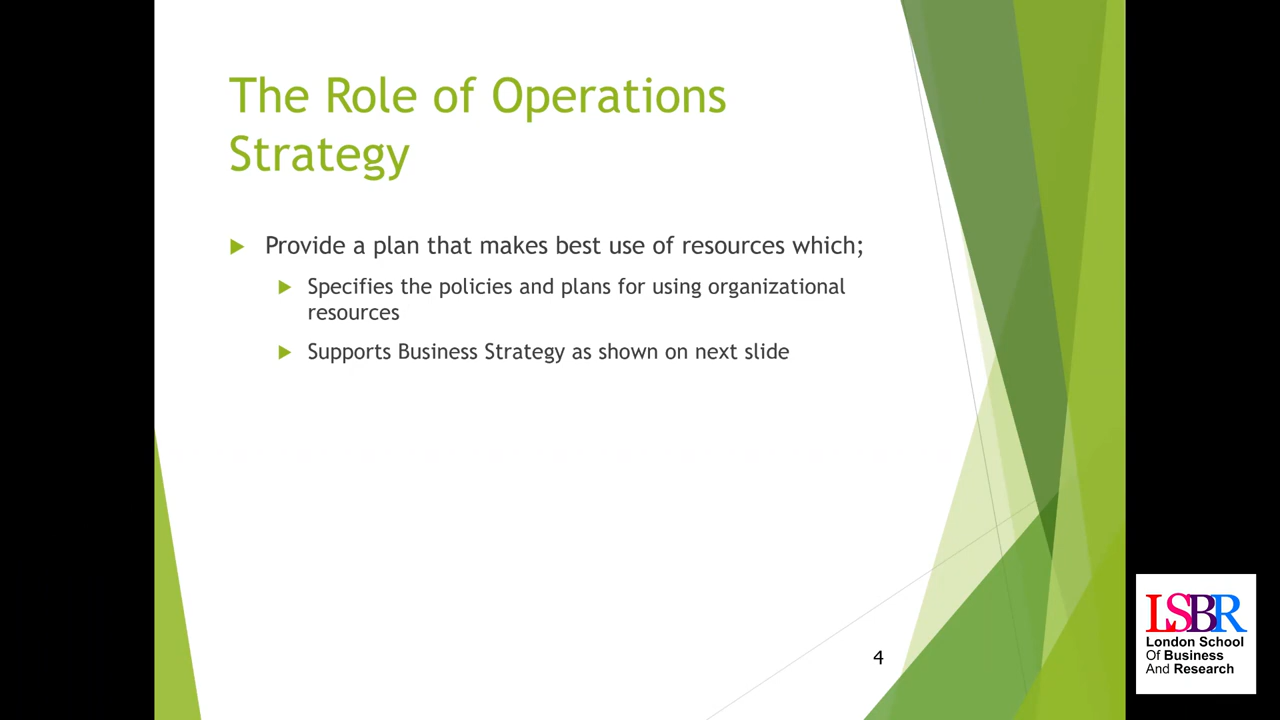 The Role of Operations
Strategy
Provide a plan that makes best use of resources which;
Specifies the policies and plans for using organizational
resources
Supports Business Strategy as shown on next slide
4
LSBR
London School
Of Business
And Research